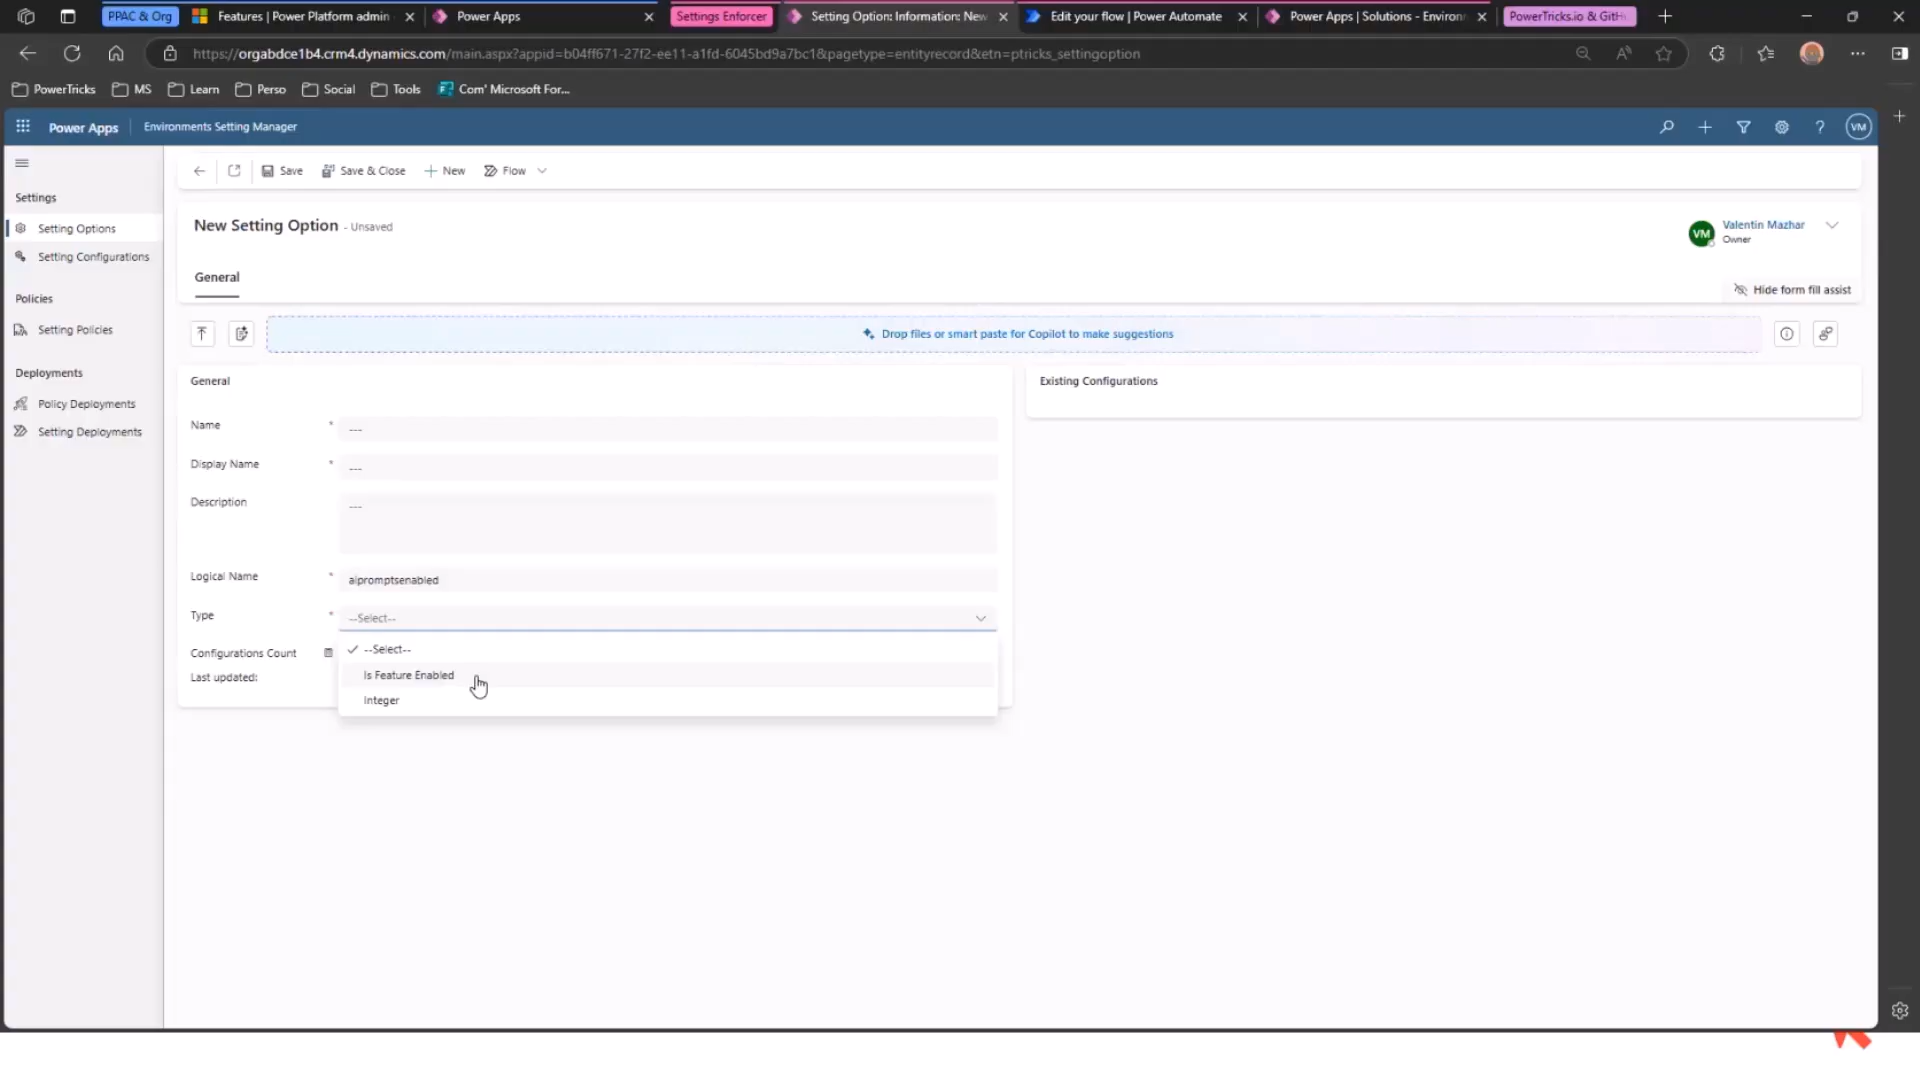 PPAC & Org
Features | Power Platform admin
Power Apps
Settings Enforcer
Setting Option: Information: New
Edit your flow | Power Automate
Power Apps | Solutions - Environ
PowerTricks.io & GitH
https://orgabdce1b4.crm4.dynamics.com/main.aspx?appid=b04ff671-27f2-ee11-a1fd-6045bd9a7bc1&pagetype=entityrecord&etn=ptricks_settingoption
PowerTricks
MS
Learn
Perso
Social
Tools
Com' Microsoft For...
Power Apps
Environments Setting Manager
VM
Save
Save & Close
New
Flow
Settings
Setting Options
Setting Configurations
Policies
Setting Policies
Deployments
Policy Deployments
Setting Deployments
New Setting Option - Unsaved
VM
Valentin Mazhar
Owner
General
Hide form fill assist
Drop files or smart paste for Copilot to make suggestions
General
Existing Configurations
Name * ---
Display Name * ---
Description ---
Logical Name * aipromptsenabled
Type * --Select--
--Select--
Is Feature Enabled
Integer
Configurations Count
Last updated: